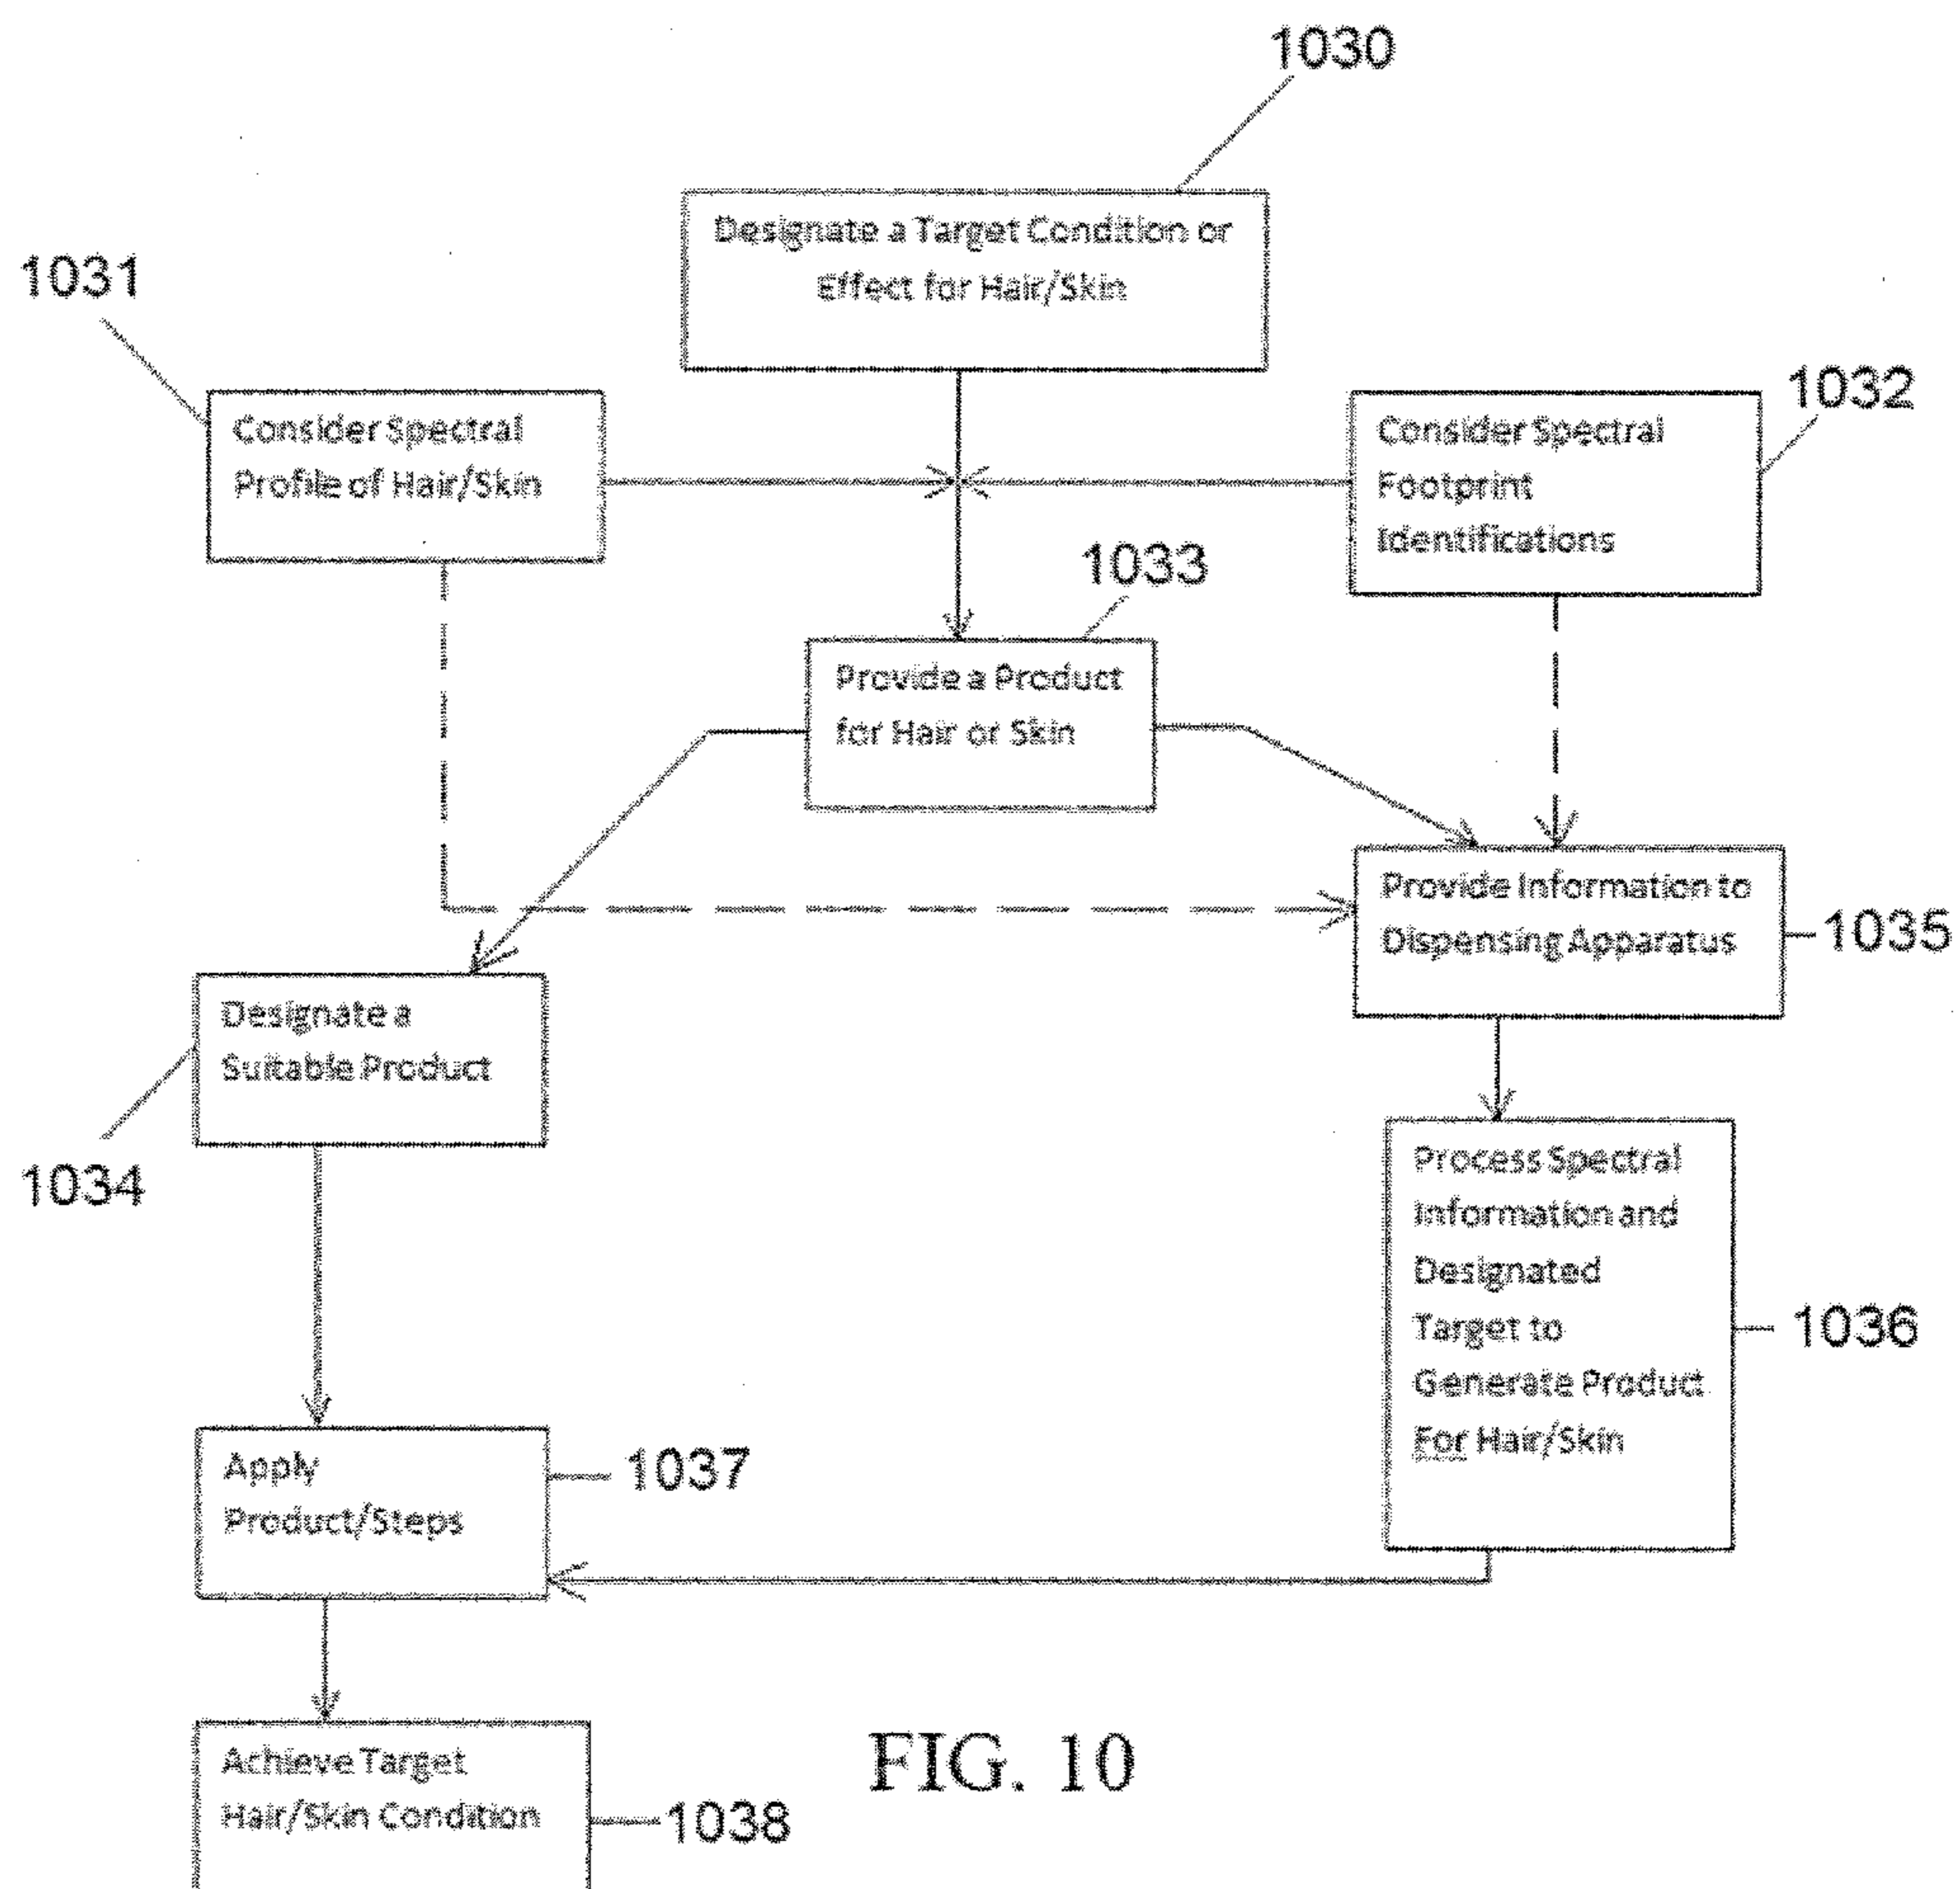 1030
Designate a Target Condition or
Effect for Hair/Skin
1031
Consider Spectral
Profile of Hair/Skin
1032
Consider Spectral
Footprint
Identifications
1033
Provide a Product
for Hair or Skin
Provide Information to
Dispensing Apparatus
1035
Designate a
Suitable Product
1034
Process Spectral
Information and
Designated
Target to
Generate Product
For Hair/Skin
1036
Apply
Product/Steps
1037
Achieve Target
Hair/Skin Condition
1038
FIG. 10